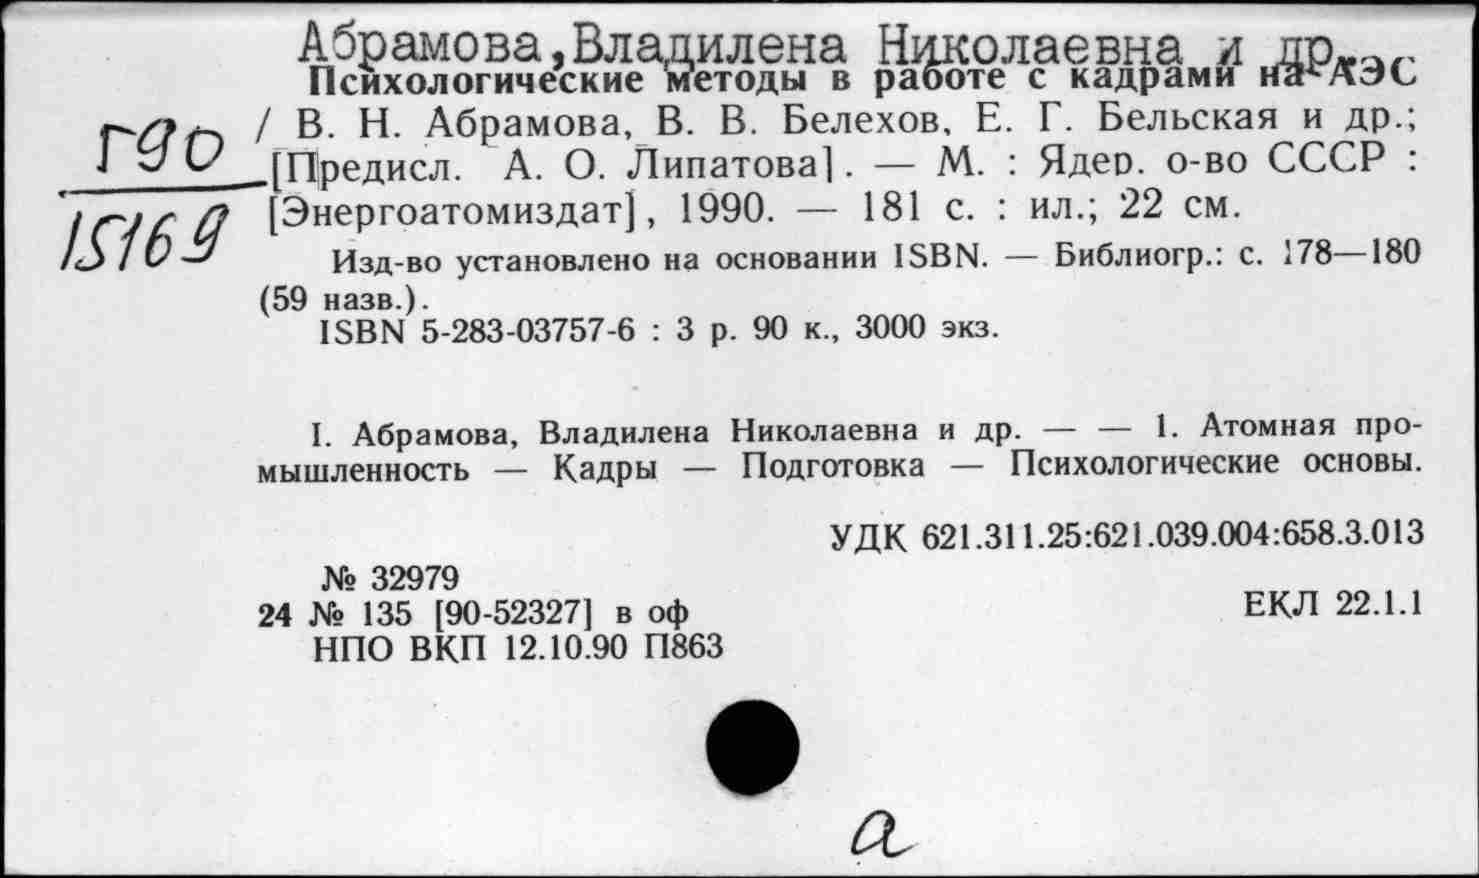 Абрамова,Владилена Николаевна и др.
Психологические методы в работе с кадрами на АЭС
Г90
15169
/ В. Н. Абрамова, В. В. Белехов, Е. Г. Бельская и др.;
[Предисл. А. О. Липатова]. — М. : Ядер. о-во СССР :
[Энергоатомиздат], 1990. — 181 с. : ил.; 22 см.
Изд-во установлено на основании ISBN. — Библиогр.: с. 178—180
(59 назв.).
ISBN 5-283-03757-6 : 3 р. 90 к., 3000 экз.
I. Абрамова, Владилена Николаевна и др. — — 1. Атомная про-
мышленность — Кадры — Подготовка — Психологические основы.
УДК 621.311.25:621.039.004:658.3.013
№ 32979
24 № 135 [90-52327] в оф
ЕКЛ 22.1.1
НПО ВКП 12.10.90 П863
а